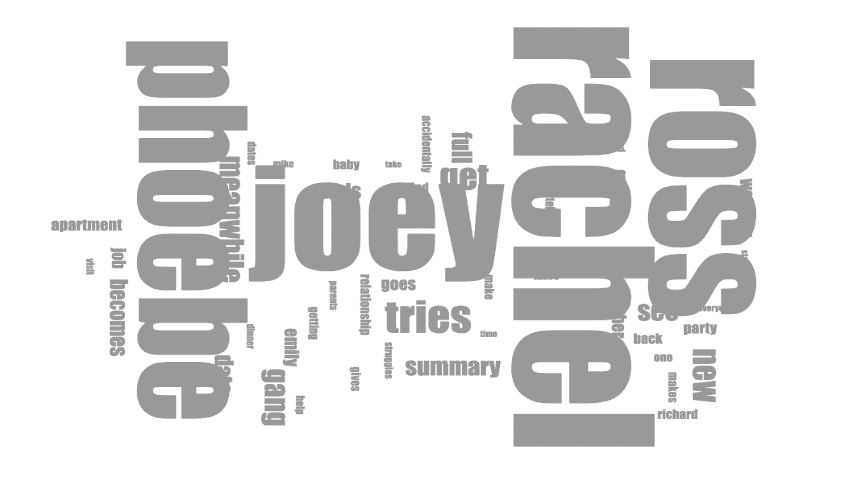 phoebe
rachel
ross
joey
meanwhile
dates
mike
baby
take
accidentally
full
get
apartment
visit
job
becomes
goes
relationship
parents
make
tries
time
getting
emily
dinner
struggles
summary
gives
gang
help
see
back
party
one
makes
new
richard